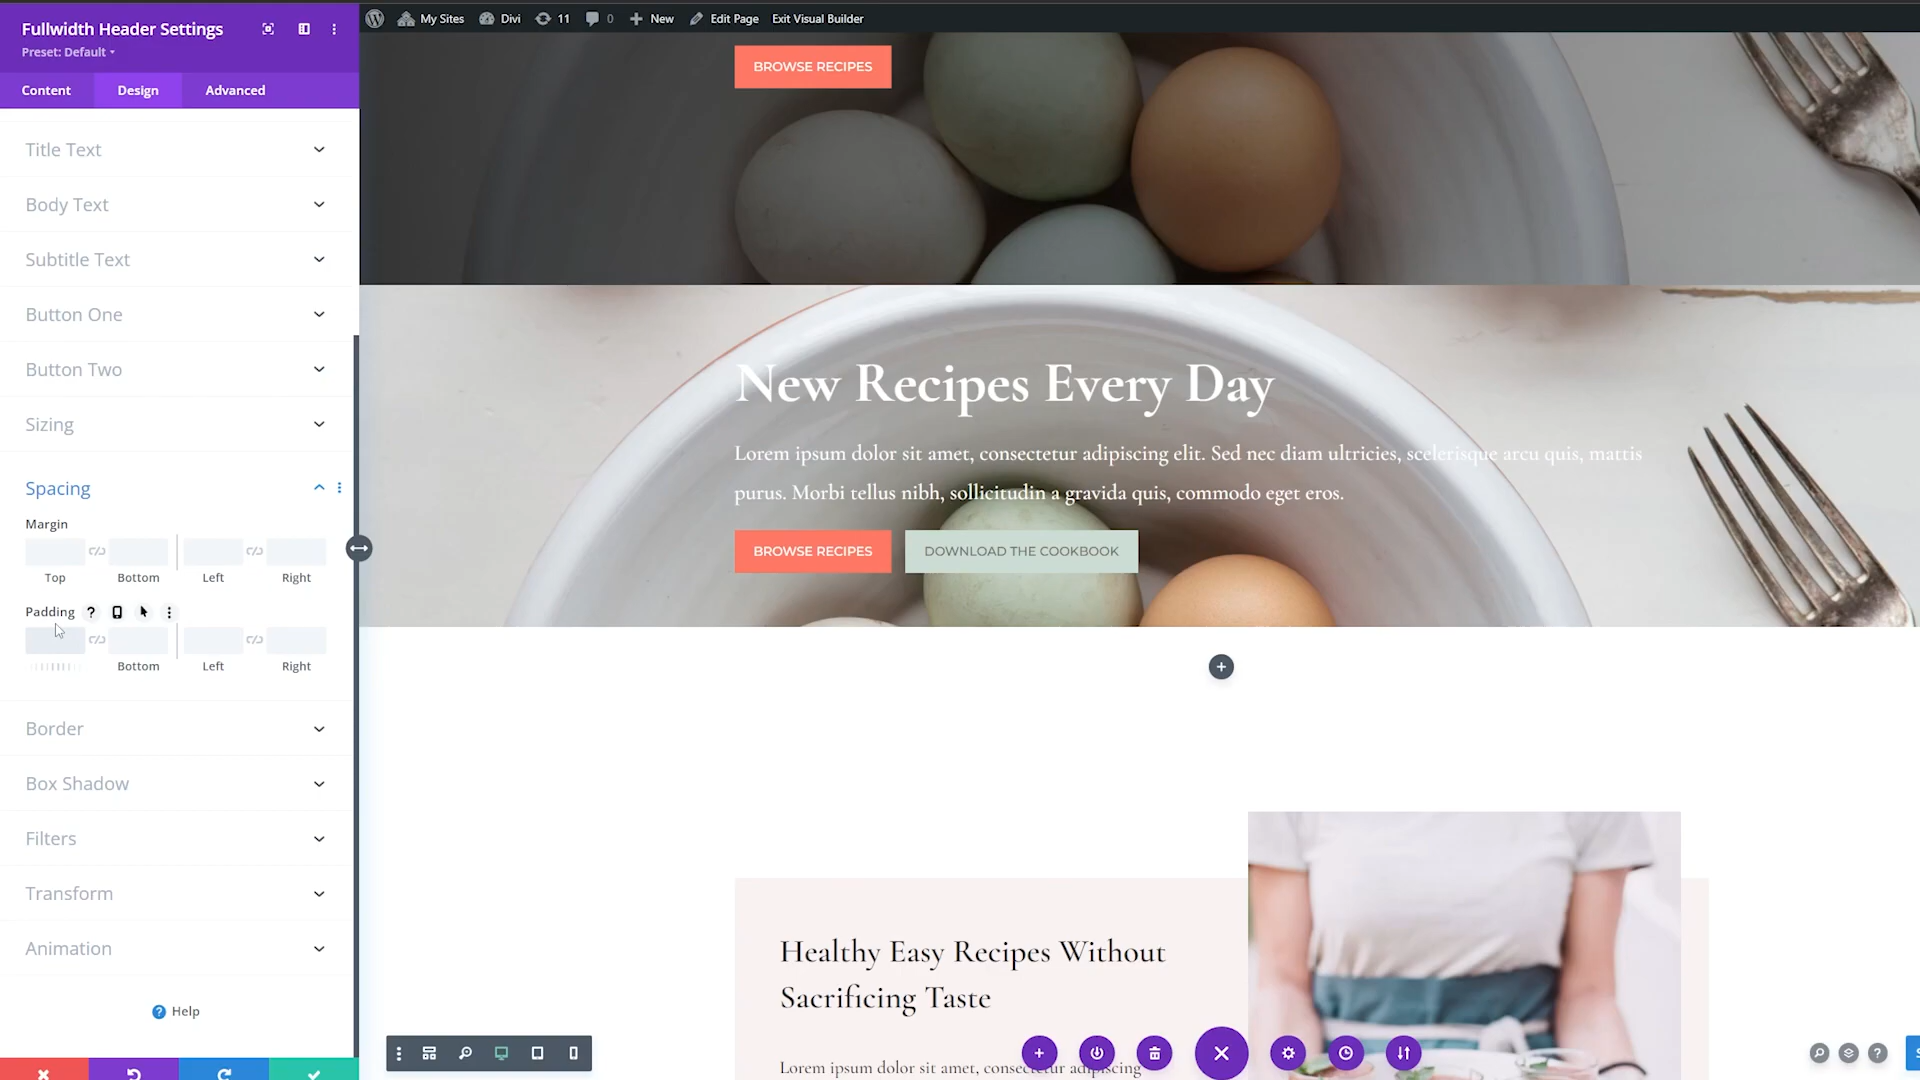 Fullwidth Header Settings
Preset: Default
My Sites
Divi
11
0
New
Edit Page
Exit Visual Builder
Content
Design
Advanced
BROWSE RECIPES
Title Text
Body Text
Subtitle Text
Button One
Button Two
Sizing
Spacing
Margin
Top
Bottom
Left
Right
Padding
Bottom
Left
Right
Border
Box Shadow
Filters
Transform
Animation
Help
New Recipes Every Day
Lorem ipsum dolor sit amet, consectetur adipiscing elit. Sed nec diam ultricies, scelerisque arcu quis, mattis
purus. Morbi tellus nibh, sollicitudin a gravida quis, commodo eget eros.
BROWSE RECIPES
DOWNLOAD THE COOKBOOK
Healthy Easy Recipes Without
Sacrificing Taste
Lorem ipsum dolor sit amet, consectetur adipiscing